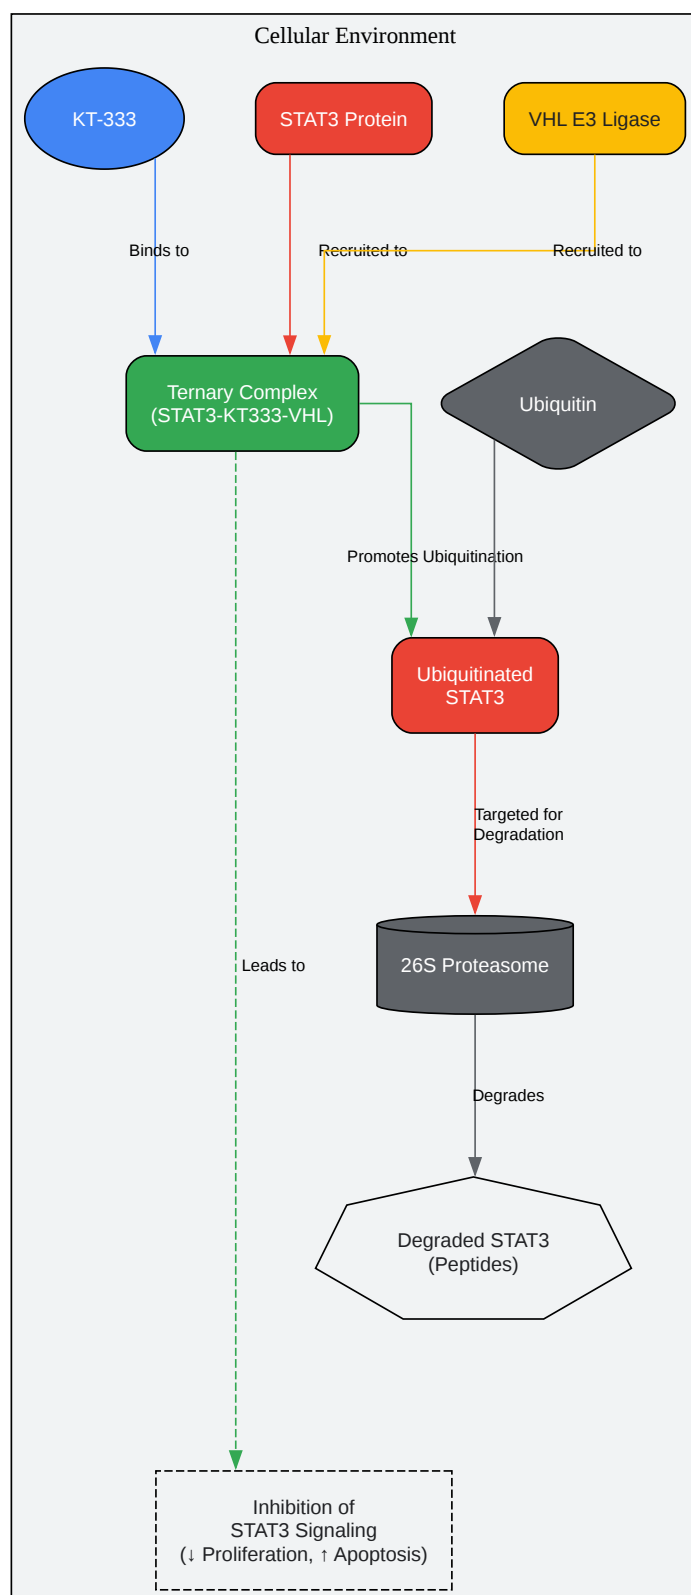 Cellular Environment
KT-333
STAT3 Protein
VHL E3 Ligase
Binds to
Recruited to
Recruited to
Ternary Complex
(STAT3-KT333-VHL)
Ubiquitin
Promotes Ubiquitination
Ubiquitinated
STAT3
Targeted for
Degradation
Leads to
26S Proteasome
Degrades
Degraded STAT3
(Peptides)
Inhibition of
STAT3 Signaling
(↓ Proliferation, ↑ Apoptosis)